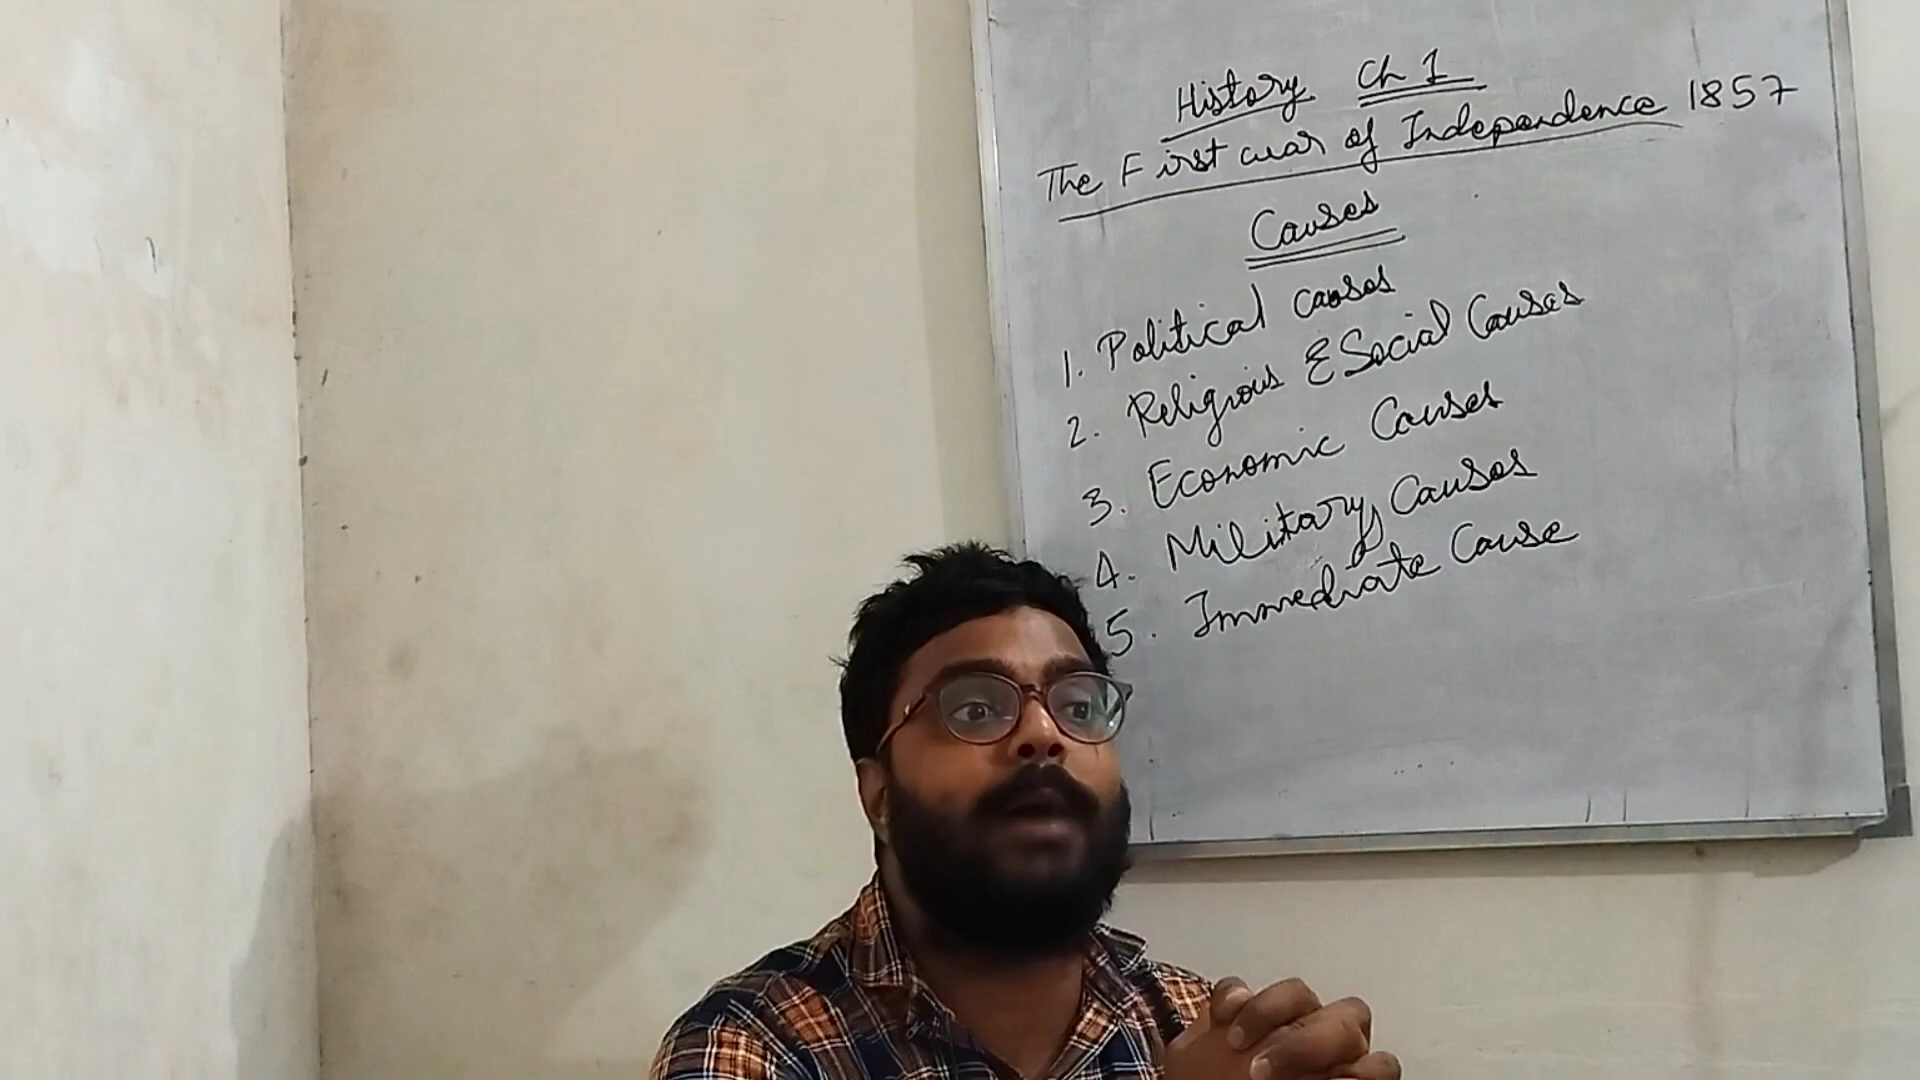 History Ch 1
The First war of Independence 1857
Causes
1. Political causes
2. Religious & Social Causes
3. Economic Causes
4. Military Causes
5. Immediate Cause